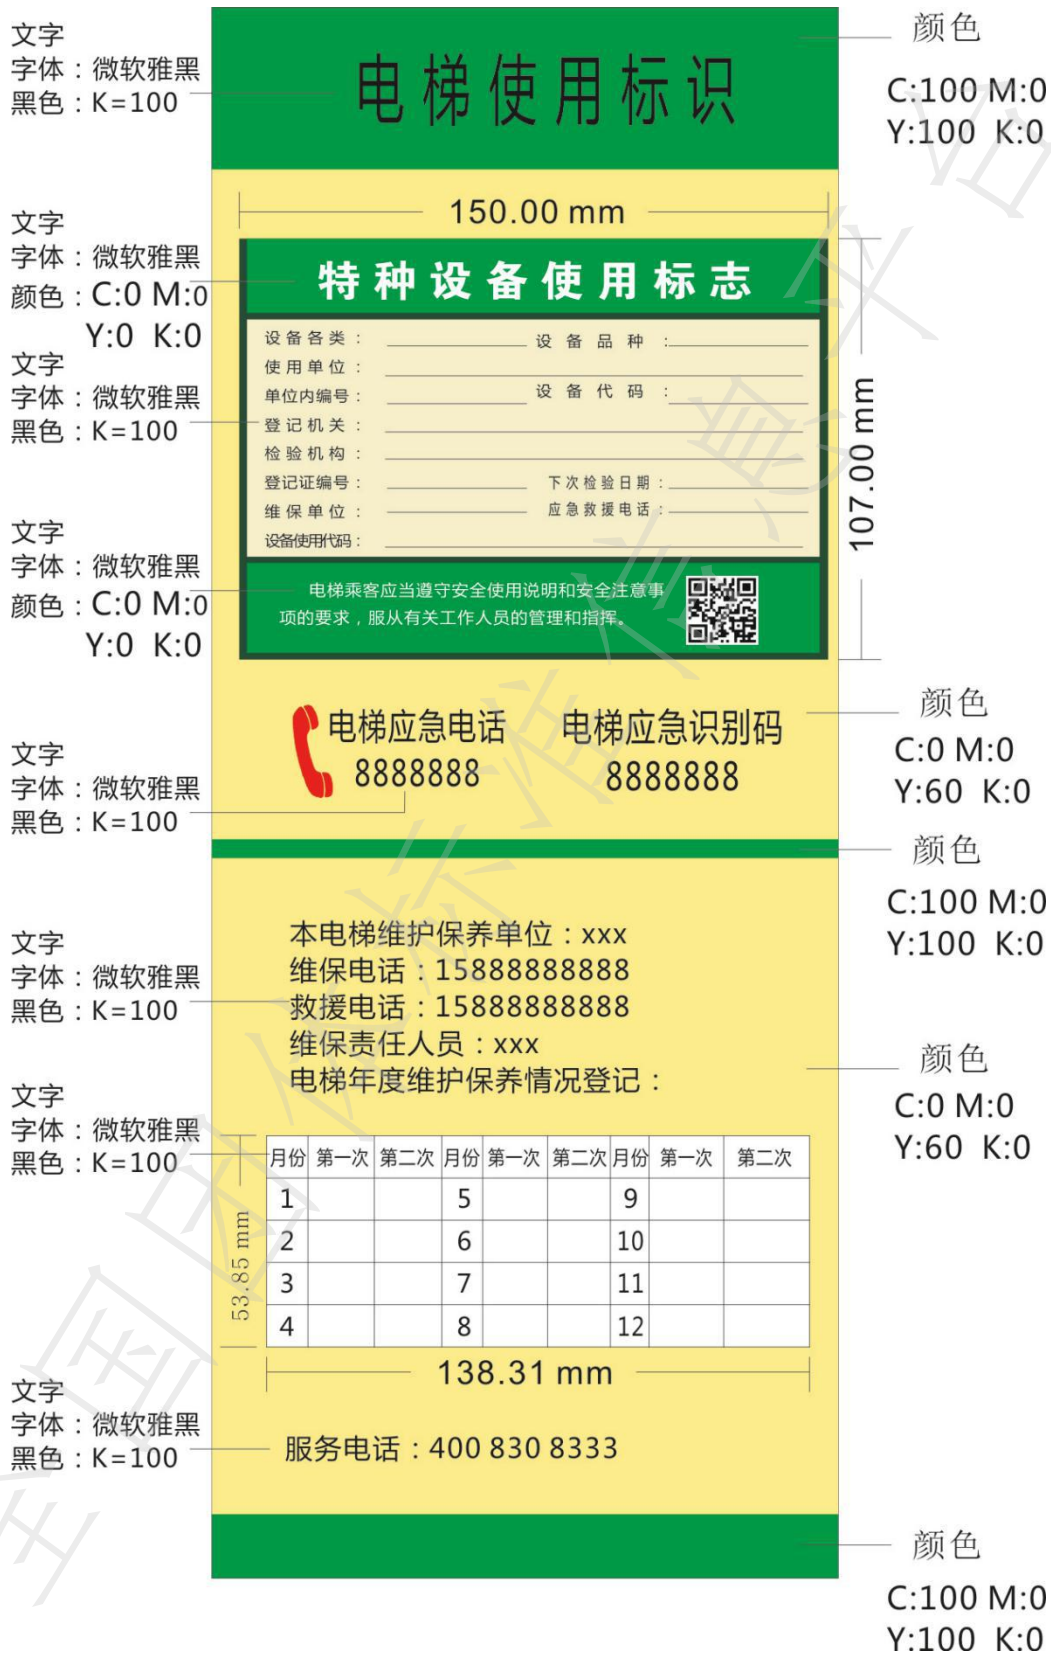 文字
字体：微软雅黑
黑色：K=100
电梯使用标识
颜色
C:100 M:0
Y:100 K:0
文字
字体：微软雅黑
颜色：C:0 M:0
Y:0 K:0
150.00 mm
特种设备使用标志
文字
字体：微软雅黑
黑色：K=100
设备各类：
设备品种：
使用单位：
单位内编号：
设备代码：
登记机关：
检验机构：
登记证编号：
下次检验日期：
维保单位：
应急救援电话：
设备使用代码：
107.00 mm
文字
字体：微软雅黑
颜色：C:0 M:0
Y:0 K:0
电梯乘客应当遵守安全使用说明和安全注意事
项的要求，服从有关工作人员的管理和指挥。
文字
字体：微软雅黑
黑色：K=100
电梯应急电话
8888888
电梯应急识别码
8888888
颜色
C:0 M:0
Y:60 K:0
颜色
C:100 M:0
Y:100 K:0
文字
字体：微软雅黑
黑色：K=100
本电梯维护保养单位：xxx
维保电话：15888888888
救援电话：15888888888
维保责任人员：xxx
电梯年度维护保养情况登记：
颜色
C:0 M:0
Y:60 K:0
文字
字体：微软雅黑
黑色：K=100
月份 第一次 第二次 月份 第一次 第二次 月份 第一次 第二次
1 5 9
2 6 10
3 7 11
4 8 12
53.85 mm
138.31 mm
文字
字体：微软雅黑
黑色：K=100
服务电话：400 830 8333
颜色
C:100 M:0
Y:100 K:0
全国团体标准信息平台